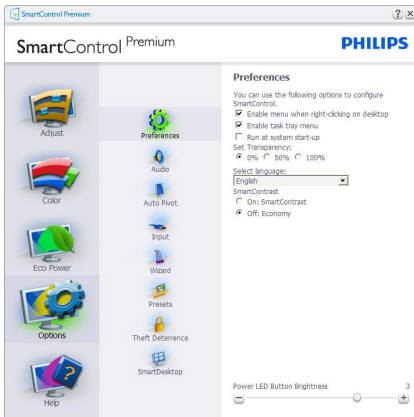 SmartControl Premium
SmartControl Premium
PHILIPS
Adjust
Color
Eco Power
Options
Help
Preferences
Audio
Auto Pivot
Input
Wizard
Presets
Theft Deterrence
SmartDesktop
Preferences
You can use the following options to configure
SmartControl.
Enable menu when right-clicking on desktop
Enable task tray menu
Run at system start-up
Set Transparency:
0% 50% 100%
Select language:
English
SmartContrast
On: SmartContrast
Off: Economy
Power LED Button Brightness 3